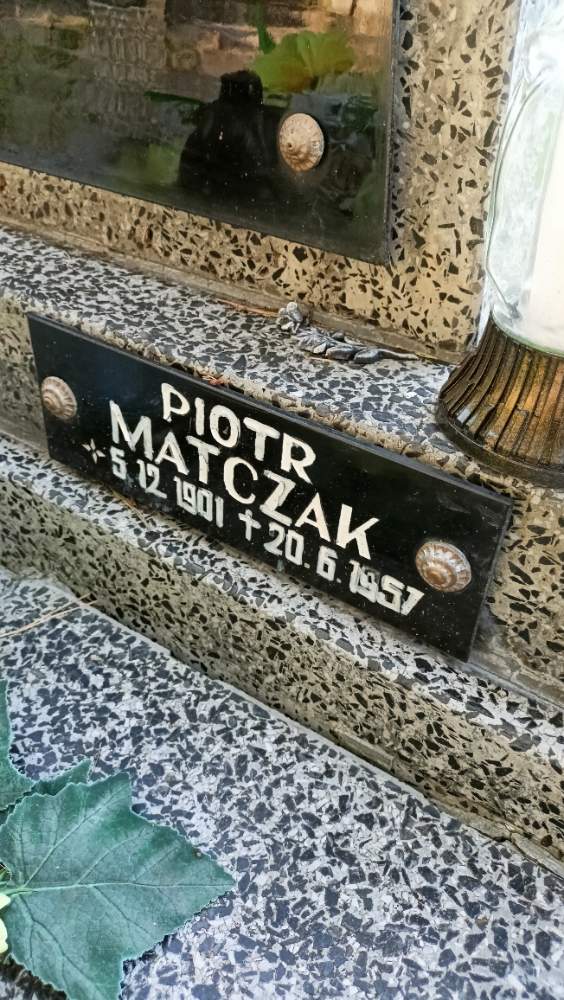 PIOTR
MATCZAK
5.12 1901 † 20.6.1957